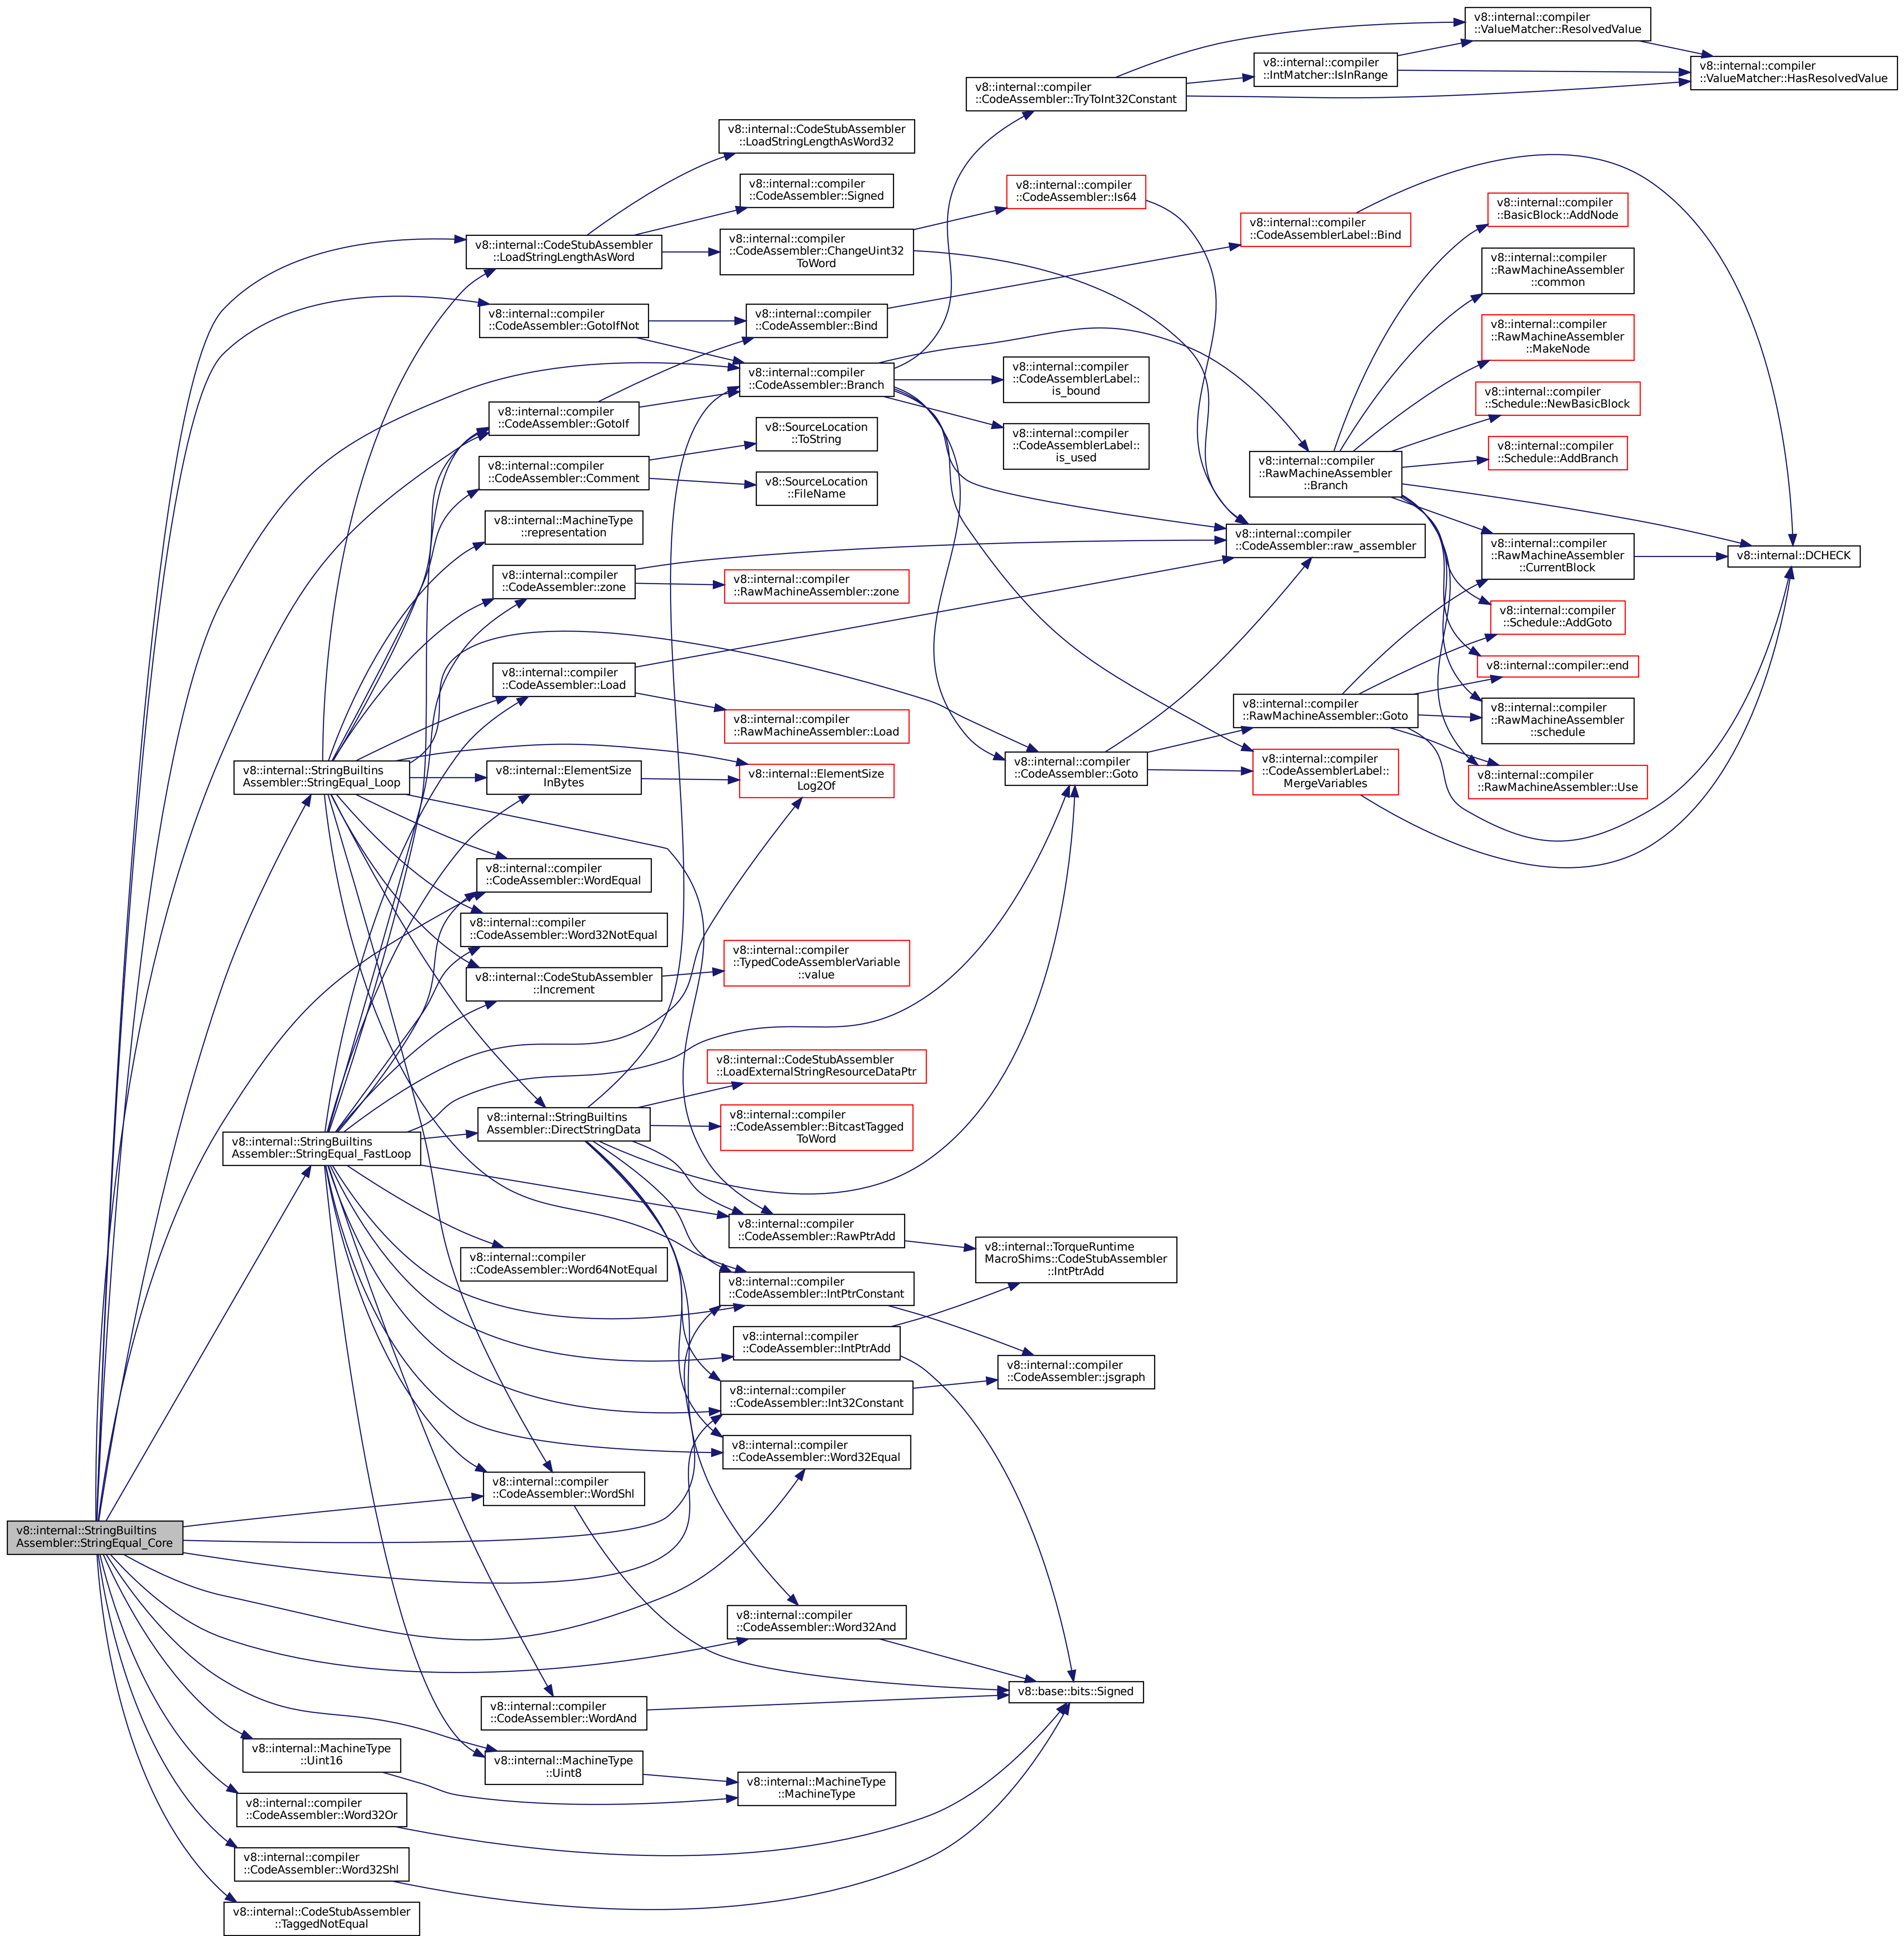 v8::internal::compiler
::ValueMatcher::ResolvedValue
v8::internal::compiler
::IntMatcher::IsInRange
v8::internal::compiler
::ValueMatcher::HasResolvedValue
v8::internal::compiler
::CodeAssembler::TryToInt32Constant
v8::internal::CodeStubAssembler
::LoadStringLengthAsWord32
v8::internal::compiler
::CodeAssembler::Signed
v8::internal::compiler
::CodeAssembler::Is64
v8::internal::compiler
::CodeAssemblerLabel::Bind
v8::internal::compiler
::BasicBlock::AddNode
v8::internal::CodeStubAssembler
::LoadStringLengthAsWord
v8::internal::compiler
::CodeAssembler::ChangeUint32
ToWord
v8::internal::compiler
::RawMachineAssembler
::common
v8::internal::compiler
::CodeAssembler::GotoIfNot
v8::internal::compiler
::CodeAssembler::Bind
v8::internal::compiler
::RawMachineAssembler
::MakeNode
v8::internal::compiler
::CodeAssembler::Branch
v8::internal::compiler
::CodeAssemblerLabel::
is_bound
v8::internal::compiler
::Schedule::NewBasicBlock
v8::internal::compiler
::CodeAssembler::GotoIf
v8::SourceLocation
::ToString
v8::internal::compiler
::CodeAssemblerLabel::
is_used
v8::internal::compiler
::Schedule::AddBranch
v8::internal::compiler
::CodeAssembler::Comment
v8::SourceLocation
::FileName
v8::internal::compiler
::RawMachineAssembler
::Branch
v8::internal::MachineType
::representation
v8::internal::compiler
::CodeAssembler::raw_assembler
v8::internal::compiler
::RawMachineAssembler
::CurrentBlock
v8::internal::DCHECK
v8::internal::compiler
::CodeAssembler::zone
v8::internal::compiler
::RawMachineAssembler::zone
v8::internal::compiler
::Schedule::AddGoto
v8::internal::compiler::end
v8::internal::compiler
::CodeAssembler::Load
v8::internal::compiler
::RawMachineAssembler::Load
v8::internal::compiler
::RawMachineAssembler::Goto
v8::internal::compiler
::RawMachineAssembler
::schedule
v8::internal::StringBuiltins
Assembler::StringEqual_Loop
v8::internal::ElementSize
InBytes
v8::internal::ElementSize
Log2Of
v8::internal::compiler
::CodeAssembler::Goto
v8::internal::compiler
::CodeAssemblerLabel::
MergeVariables
v8::internal::compiler
::RawMachineAssembler::Use
v8::internal::compiler
::CodeAssembler::WordEqual
v8::internal::compiler
::CodeAssembler::Word32NotEqual
v8::internal::CodeStubAssembler
::Increment
v8::internal::compiler
::TypedCodeAssemblerVariable
::value
v8::internal::CodeStubAssembler
::LoadExternalStringResourceDataPtr
v8::internal::StringBuiltins
Assembler::StringEqual_FastLoop
v8::internal::StringBuiltins
Assembler::DirectStringData
v8::internal::compiler
::CodeAssembler::BitcastTagged
ToWord
v8::internal::compiler
::CodeAssembler::RawPtrAdd
v8::internal::compiler
::CodeAssembler::Word64NotEqual
v8::internal::TorqueRuntime
MacroShims::CodeStubAssembler
::IntPtrAdd
v8::internal::compiler
::CodeAssembler::IntPtrConstant
v8::internal::compiler
::CodeAssembler::IntPtrAdd
v8::internal::compiler
::CodeAssembler::jsgraph
v8::internal::compiler
::CodeAssembler::Int32Constant
v8::internal::compiler
::CodeAssembler::Word32Equal
v8::internal::compiler
::CodeAssembler::WordShl
v8::internal::StringBuiltins
Assembler::StringEqual_Core
v8::internal::compiler
::CodeAssembler::Word32And
v8::base::bits::Signed
v8::internal::compiler
::CodeAssembler::WordAnd
v8::internal::MachineType
::Uint16
v8::internal::MachineType
::Uint8
v8::internal::MachineType
::MachineType
v8::internal::compiler
::CodeAssembler::Word32Or
v8::internal::compiler
::CodeAssembler::Word32Shl
v8::internal::CodeStubAssembler
::TaggedNotEqual